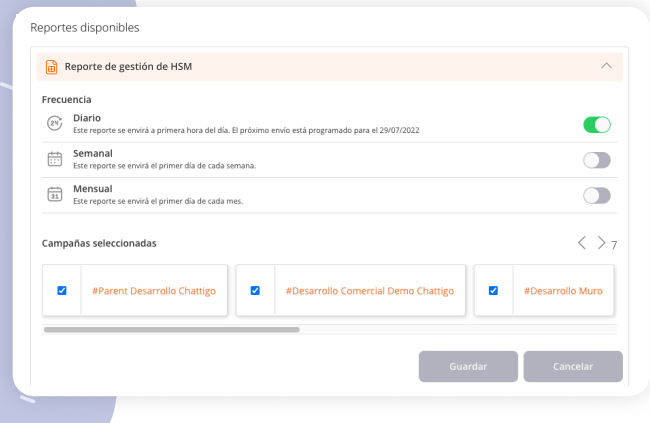 Reportes disponibles
Reporte de gestión de HSM
Frecuencia
Diario
Este reporte se envirá a primera hora del día. El próximo envío está programado para el 29/07/2022
Semanal
Este reporte se envirá el primer día de cada semana.
Mensual
Este reporte se envirá el primer día de cada mes.
Campañas seleccionadas
7
#Parent Desarrollo Chattigo
#Desarrollo Comercial Demo Chattigo
#Desarrollo Muro
Guardar
Cancelar